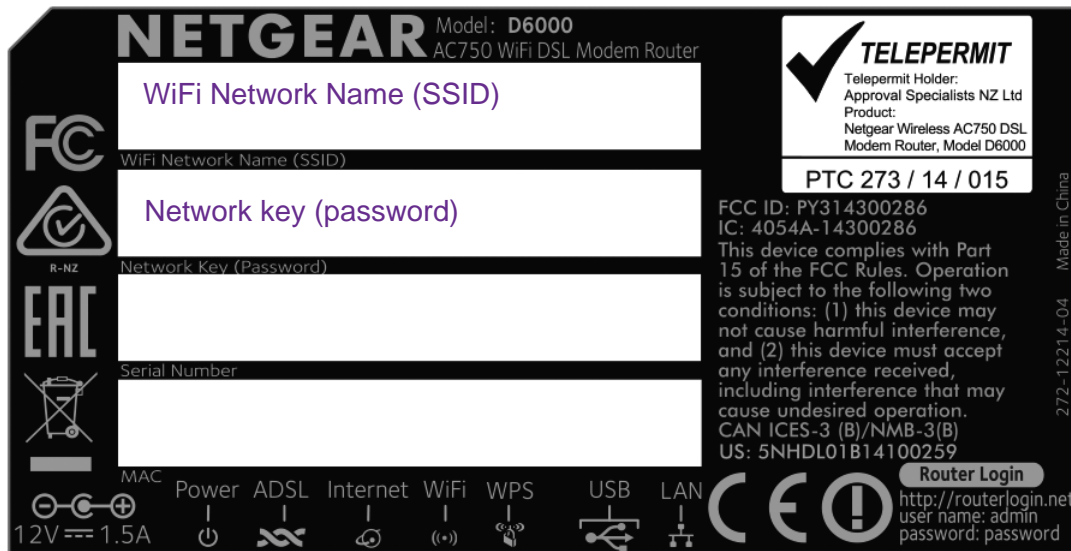 NETGEAR
Model: D6000
AC750 WiFi DSL Modem Router
WiFi Network Name (SSID)
WiFi Network Name (SSID)
Network key (password)
Network Key (Password)
Serial Number
MAC
FC
R-NZ
EAC
12V 1.5A
Power ADSL Internet WiFi WPS USB LAN
TELEPERMIT
Telepermit Holder:
Approval Specialists NZ Ltd
Product:
Netgear Wireless AC750 DSL
Modem Router, Model D6000
PTC 273 / 14 / 015
FCC ID: PY314300286
IC: 4054A-14300286
This device complies with Part
15 of the FCC Rules. Operation
is subject to the following two
conditions: (1) this device may
not cause harmful interference,
and (2) this device must accept
any interference received,
including interference that may
cause undesired operation.
CAN ICES-3 (B)/NMB-3(B)
US: 5NHDL01B14100259
CE
Router Login
http://routerlogin.net
user name: admin
password: password
272-12214-04 Made in China